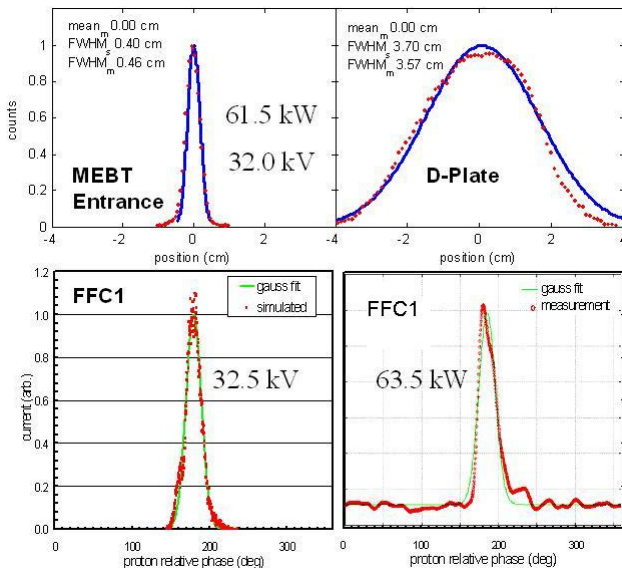 mean_m 0.00 cm
FWHM_s 0.40 cm
FWHM_m 0.46 cm
61.5 kW
32.0 kV
MEBT
Entrance
counts
1
0.8
0.6
0.4
0.2
0
-4 -2 0 2 -4
position (cm)
mean_m 0.00 cm
FWHM_s 3.70 cm
FWHM_m 3.57 cm
D-Plate
-2 0 2 4
position (cm)
FFC1
gauss fit
simulated
32.5 kV
current (arb.)
1.2
1.0
0.8
0.6
0.4
0.2
0.0
0 100 200 300
proton relative phase (deg)
FFC1
gauss fit
measurement
63.5 kW
0 100 200 300
proton relative phase (deg)